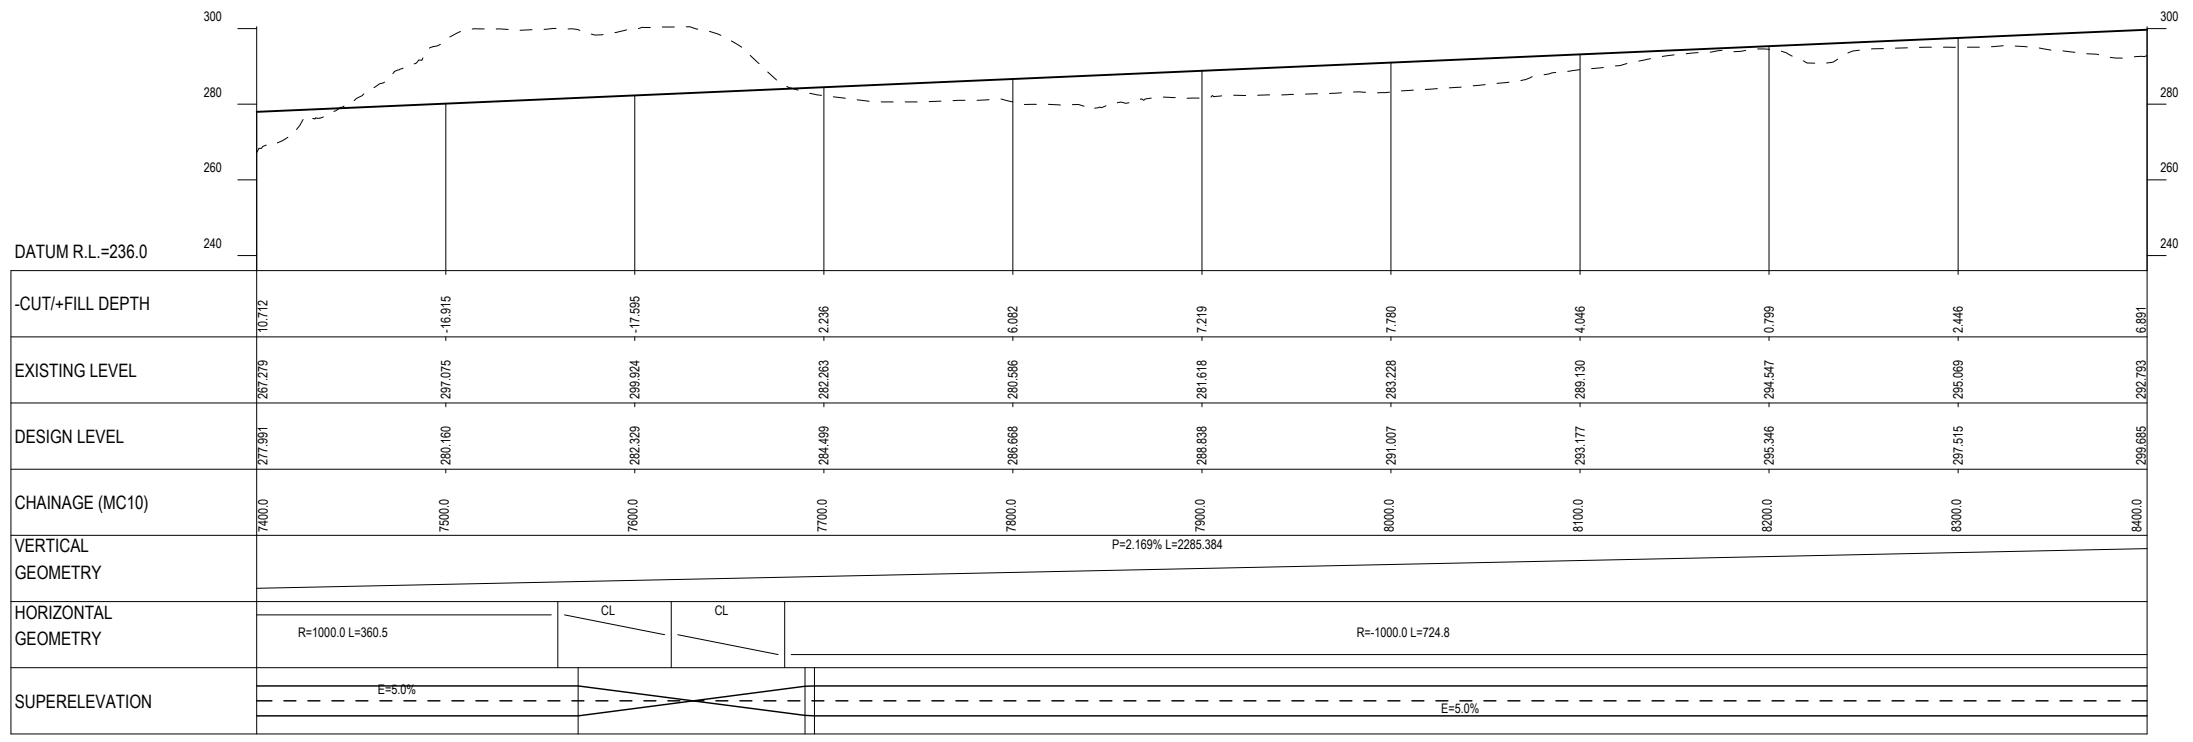 300 300
280 280
260 260
240 240
DATUM R.L.=236.0
-CUT/+FILL DEPTH 10.712 -16.915 -17.595 2.236 6.082 7.219 7.780 4.046 0.799 2.446 6.891
EXISTING LEVEL 267.279 297.075 299.924 282.263 280.586 281.618 283.228 289.130 294.547 295.069 292.793
DESIGN LEVEL 277.991 280.160 282.329 284.499 286.668 288.838 291.007 293.177 295.346 297.515 299.685
CHAINAGE (MC10) 7400.0 7500.0 7600.0 7700.0 7800.0 7900.0 8000.0 8100.0 8200.0 8300.0 8400.0
VERTICAL
GEOMETRY
P=2.169% L=2285.384
HORIZONTAL
GEOMETRY
R=1000.0 L=360.5
CL
CL
R=-1000.0 L=724.8
SUPERELEVATION
E=5.0%
E=5.0%